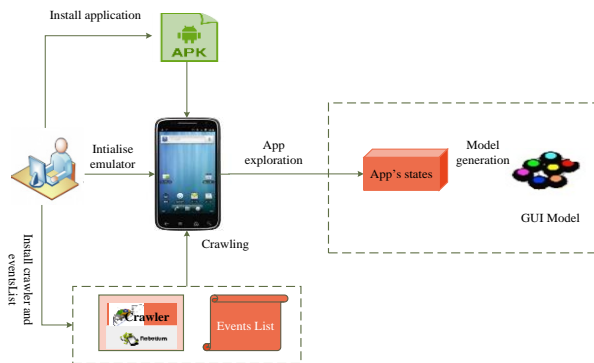 Install application
APK
Intialise
emulator
App
exploration
Model
generation
App's states
GUI Model
Crawling
Install crawler and
eventsList
Crawler
Robotium
Events List